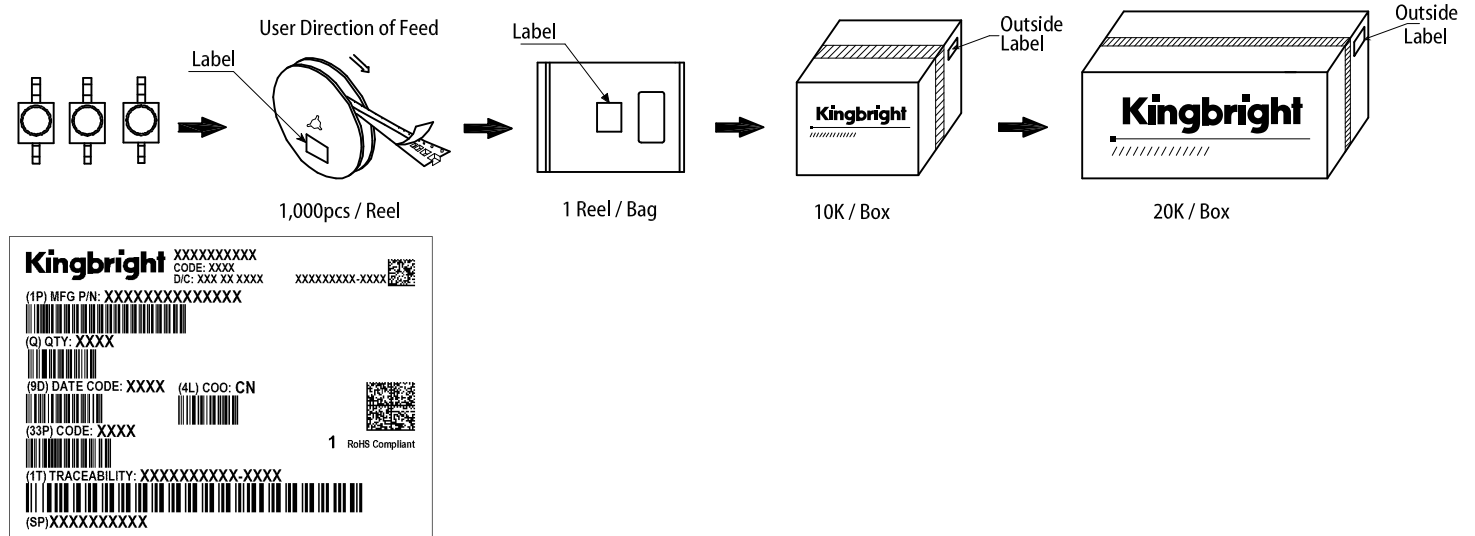 User Direction of Feed
Label
Label
Outside
Label
Outside
Label
Kingbright
Kingbright
1,000pcs / Reel
1 Reel / Bag
10K / Box
20K / Box
Kingbright
XXXXXXXXXX
CODE: XXXX
D/C: XXX XX XXXX
XXXXXXXXX-XXXX
(1P) MFG P/N: XXXXXXXXXXXXXX
(Q) QTY: XXXX
(9D) DATE CODE: XXXX
(4L) COO: CN
(33P) CODE: XXXX
1 RoHS Compliant
(1T) TRACEABILITY: XXXXXXXXXX-XXXX
(SP)XXXXXXXXXX